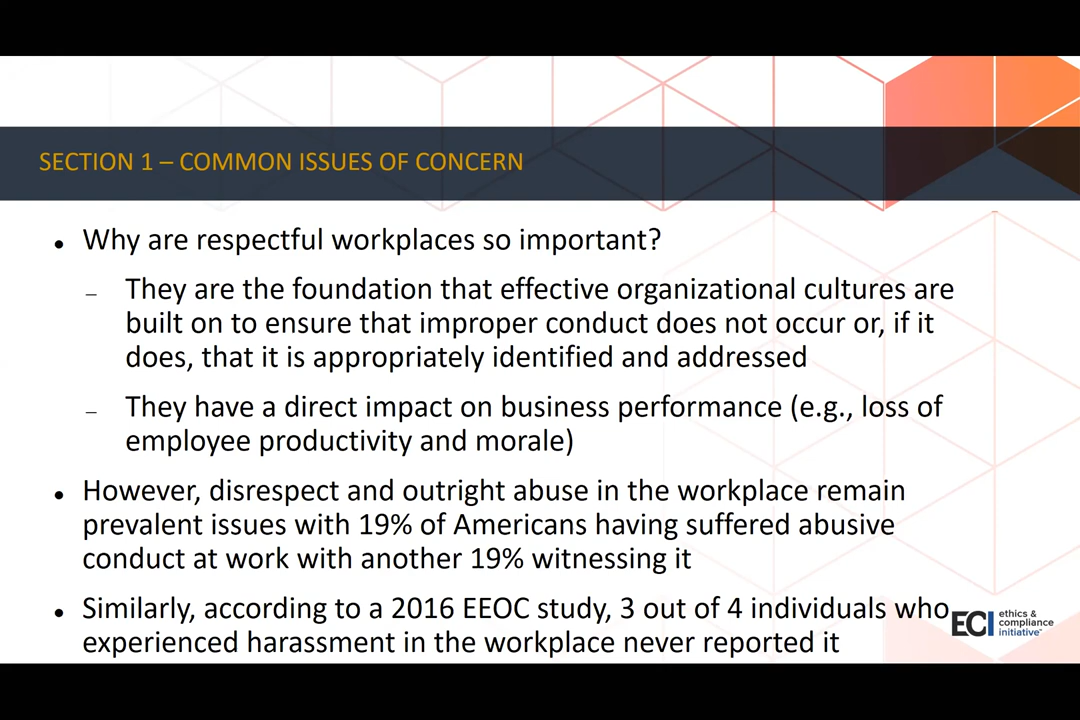 SECTION 1 – COMMON ISSUES OF CONCERN
• Why are respectful workplaces so important?
– They are the foundation that effective organizational cultures are
built on to ensure that improper conduct does not occur or, if it
does, that it is appropriately identified and addressed
– They have a direct impact on business performance (e.g., loss of
employee productivity and morale)
• However, disrespect and outright abuse in the workplace remain
prevalent issues with 19% of Americans having suffered abusive
conduct at work with another 19% witnessing it
• Similarly, according to a 2016 EEOC study, 3 out of 4 individuals who
experienced harassment in the workplace never reported it
ECI
ethics &
compliance
initiative™